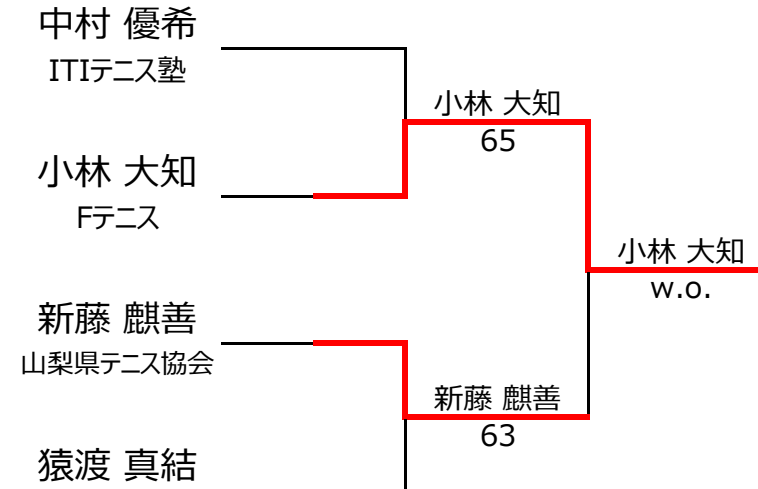 中村 優希
ITIテニス塾
小林 大知
65
小林 大知
Fテニス
小林 大知
w.o.
新藤 麒善
山梨県テニス協会
新藤 麒善
63
猿渡 真結